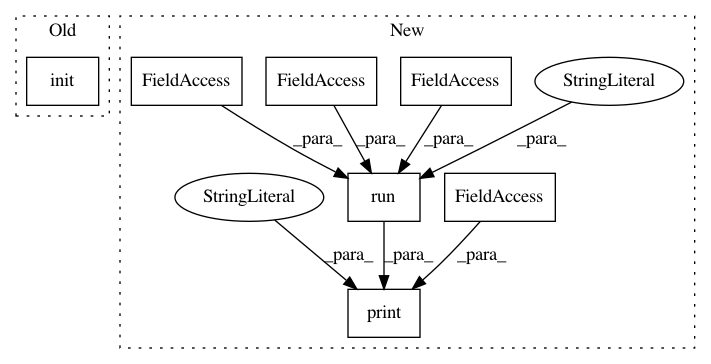 Old
New
init
FieldAccess
FieldAccess
FieldAccess
StringLiteral
_para_
_para_
_para_
_para_
StringLiteral
run
FieldAccess
_para_
_para_
_para_
print